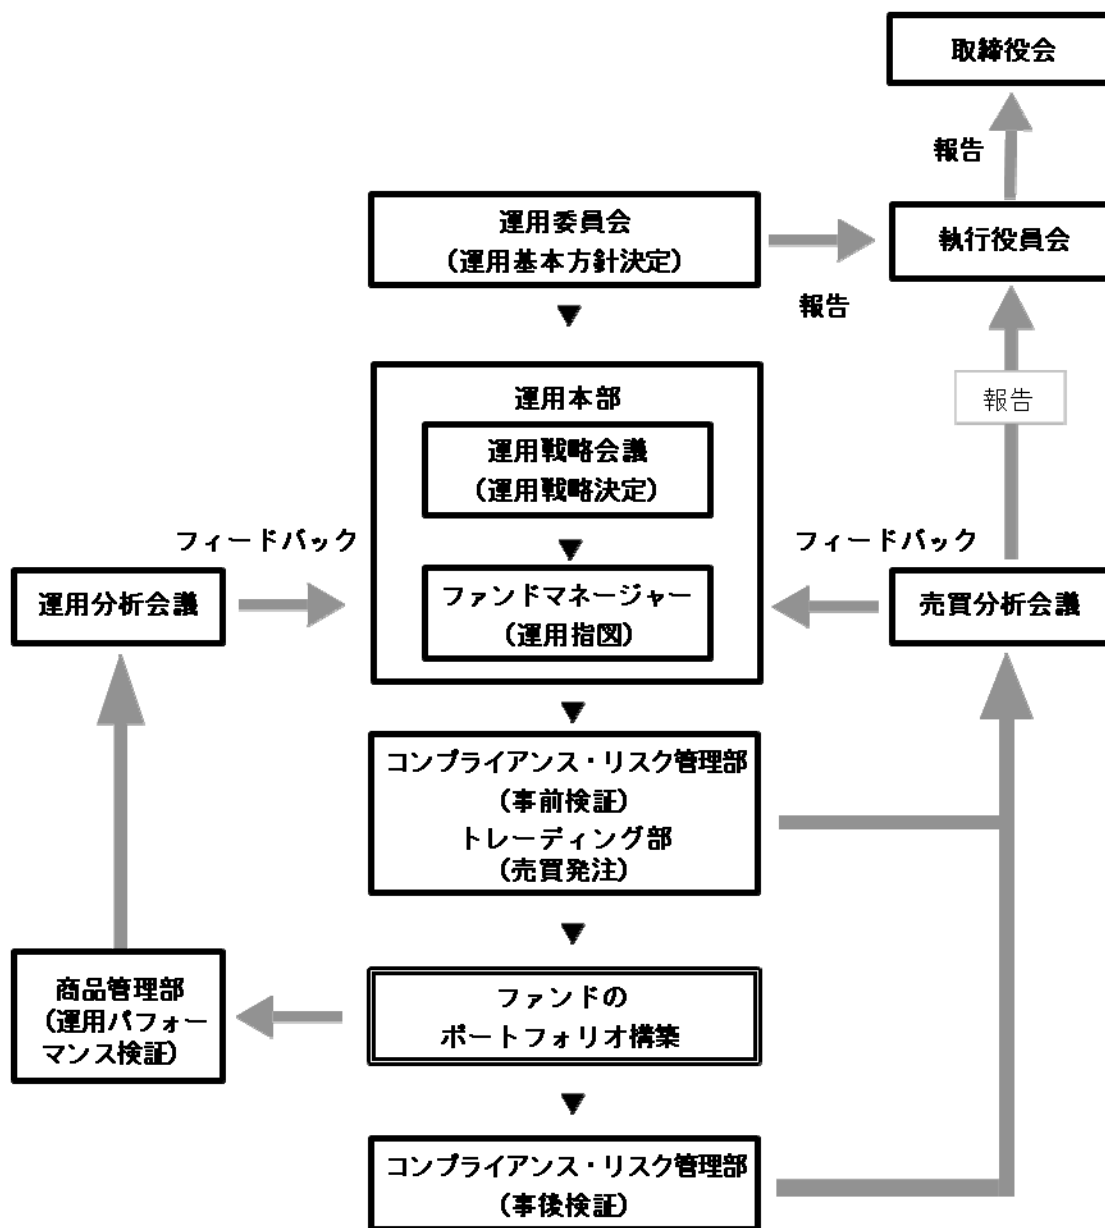 取締役会
報告
運用委員会
(運用基本方針決定)
執行役員会
報告
運用本部
報告
運用戦略会議
(運用戦略決定)
フィードバック
フィードバック
運用分析会議
ファンドマネージャー
(運用指図)
売買分析会議
コンプライアンス・リスク管理部
(事前検証)
トレーディング部
(売買発注)
商品管理部
(運用パフォー
マンス検証)
ファンドの
ポートフォリオ構築
コンプライアンス・リスク管理部
(事後検証)